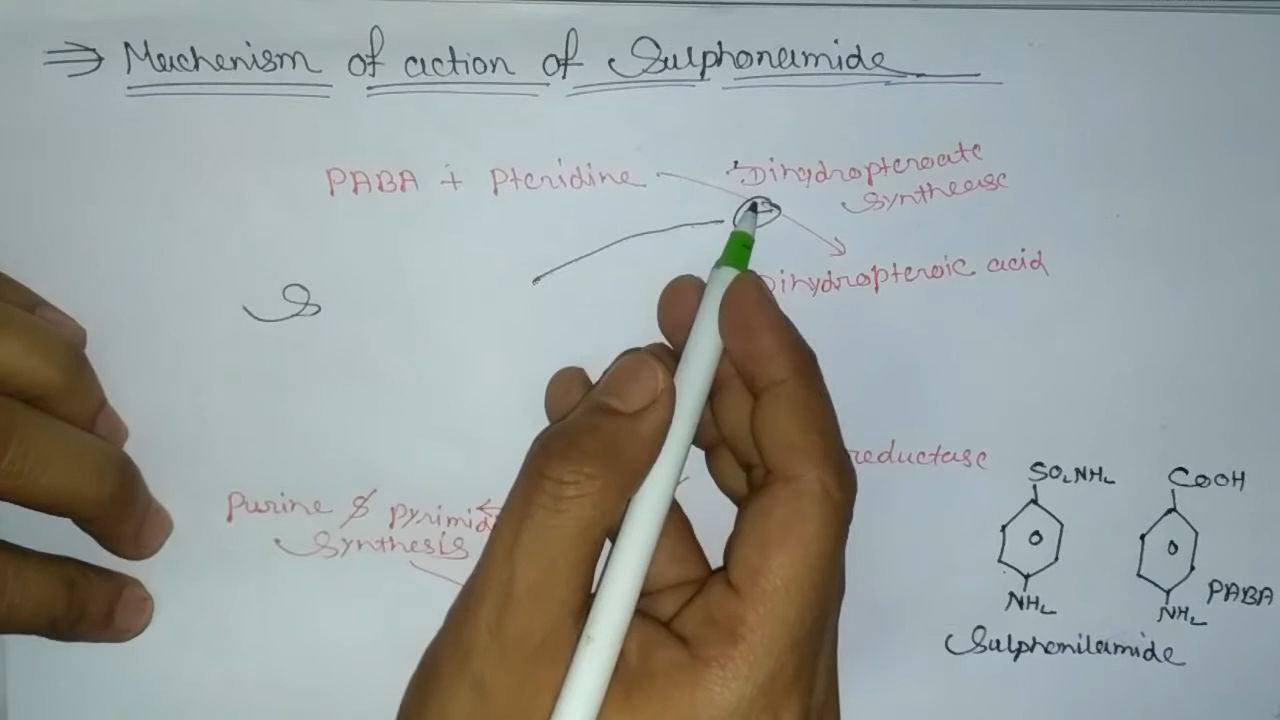 ⇒ Mechenism of action of Sulphonamide
PABA + Pteridine
Dihydropteroate
Synthease
Dihydropteroic acid
S
reductase
Purine & pyrimid
Synthesis
SO₂NH₂
NH₂
Sulphonilamide
COOH
NH₂
PABA